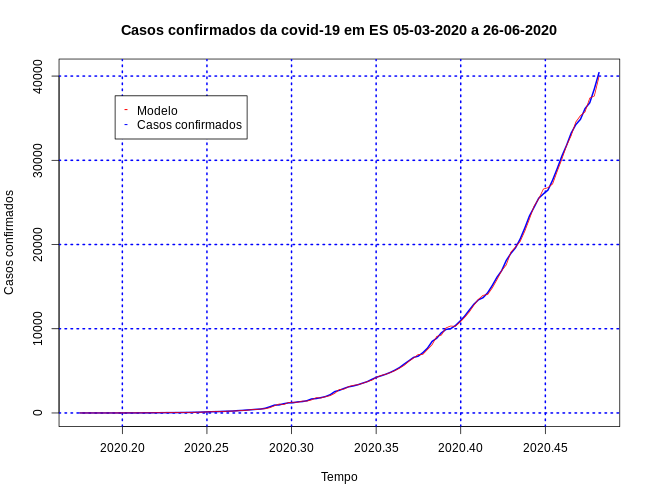 Casos confirmados da covid-19 em ES 05-03-2020 a 26-06-2020
Casos confirmados
40000
30000
20000
10000
0
- Modelo
- Casos confirmados
2020.20 2020.25 2020.30 2020.35 2020.40 2020.45
Tempo